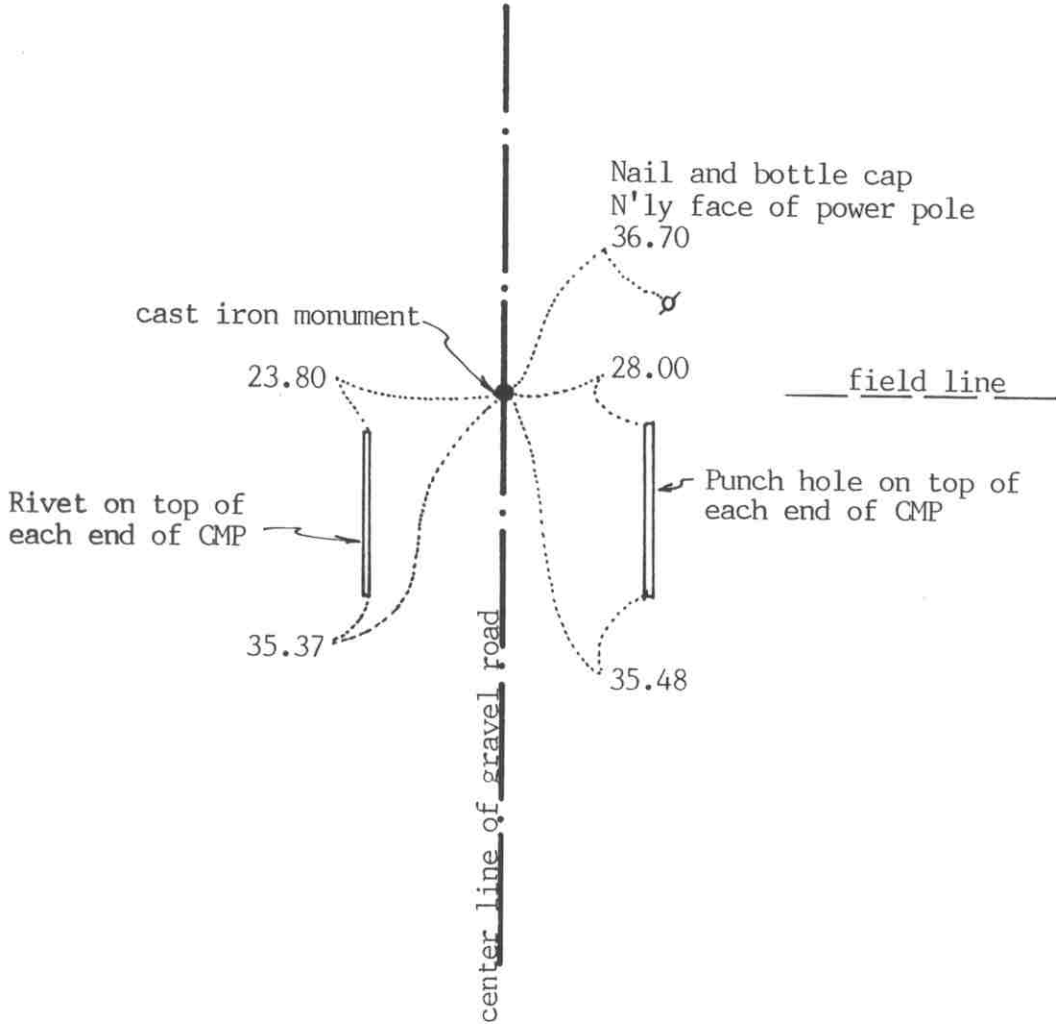 Nail and bottle cap
N'ly face of power pole
36.70
cast iron monument
23.80
28.00
field line
Rivet on top of
each end of CMP
Punch hole on top of
each end of CMP
35.37
35.48
center line of gravel road